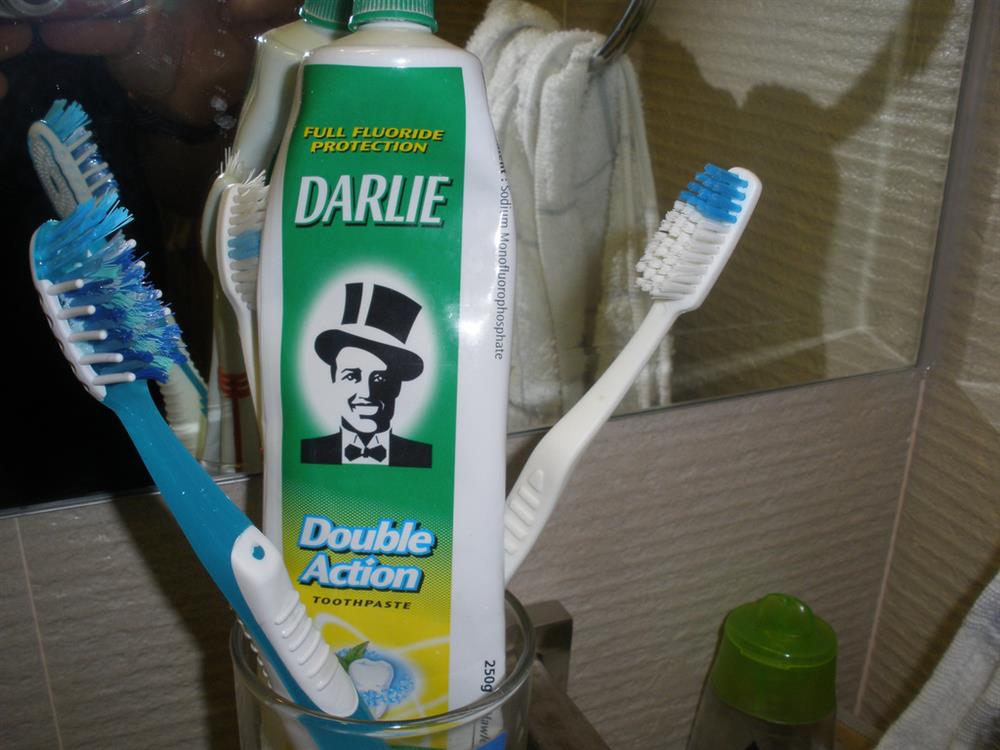 FULL FLUORIDE
PROTECTION
DARLIE
Double
Action
TOOTHPASTE
: Sodium Monofluorophosphate
250g